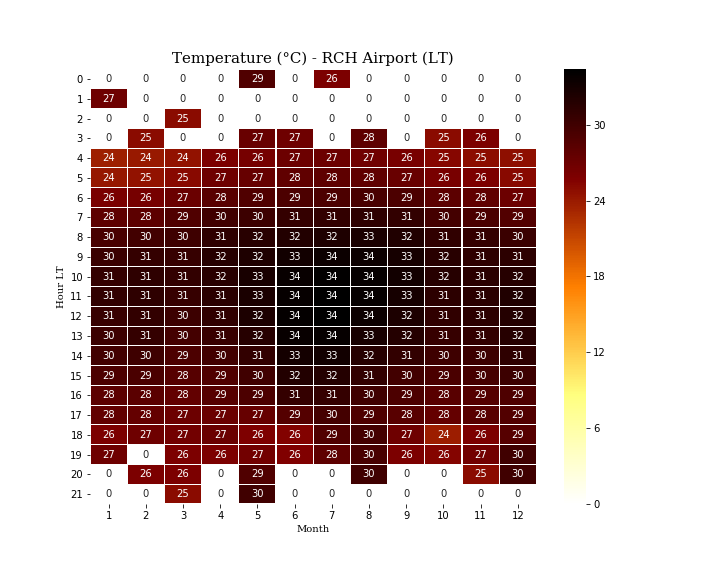 Temperature (°C) - RCH Airport (LT)
0 0 0 0 0 29 0 26 0 0 0 0 0
1 27 0 0 0 0 0 0 0 0 0 0 0
2 0 0 25 0 0 0 0 0 0 0 0 0
3 0 25 0 0 27 27 0 28 0 25 26 0
4 24 24 24 26 26 27 27 27 26 25 25 25
5 24 25 25 27 27 28 28 28 27 26 26 25
6 26 26 27 28 29 29 29 30 29 28 28 27
7 28 28 29 30 30 31 31 31 31 30 29 29
8 30 30 30 31 32 32 32 33 32 31 31 30
9 30 31 31 32 32 33 34 34 33 32 31 31
10 31 31 31 32 33 34 34 34 33 32 31 32
11 31 31 31 31 33 34 34 34 33 31 31 32
12 31 31 30 31 32 34 34 34 32 31 31 32
13 30 31 30 31 32 34 34 33 32 31 31 32
14 30 30 29 30 31 33 33 32 31 30 30 31
15 29 29 28 29 30 32 32 31 30 29 30 30
16 28 28 28 29 29 31 31 30 29 28 29 29
17 28 28 27 27 27 29 30 29 28 28 28 29
18 26 27 27 27 26 26 29 30 27 24 26 29
19 27 0 26 26 27 26 28 30 26 26 27 30
20 0 26 26 0 29 0 0 30 0 0 25 30
21 0 0 25 0 30 0 0 0 0 0 0 0
1 2 3 4 5 6 7 8 9 10 11 12
Month
Hour LT
30
24
18
12
6
0